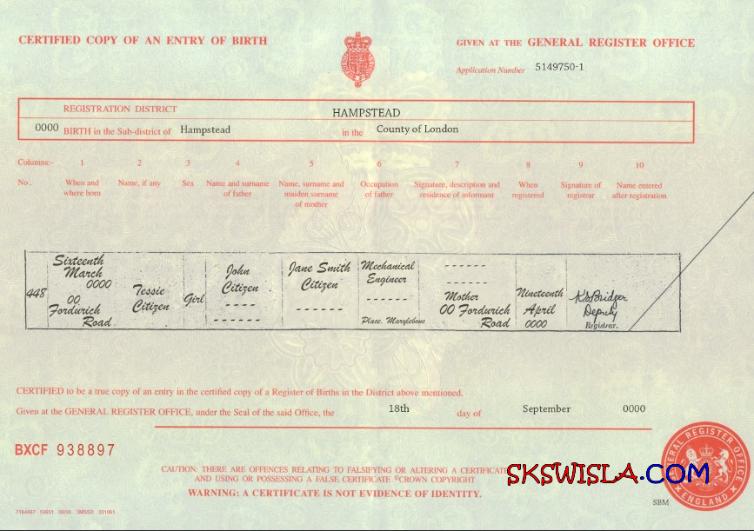 CERTIFIED COPY OF AN ENTRY OF BIRTH
GIVEN AT THE GENERAL REGISTER OFFICE
Application Number 5149750-1
REGISTRATION DISTRICT HAMPSTEAD
0000 BIRTH in the Sub-district of Hampstead in the County of London
Columns:- 1 2 3 4 5 6 7 8 9 10
No. When and where born Name, if any Sex Name and surname of father Name, surname and maiden surname of mother Occupation of father Signature, description and residence of informant When registered Signature of registrar Name entered after registration
448
Sixteenth
March
0000
00
Fordwich
Road
Tessie
Citizen
Girl
John
Citizen
- - - -
- - - - - -
Jane Smith
Citizen
- - - - - -
Mechanical
Engineer
- - - - - -
Place. Marylebone
- - - - - -
- - - - - -
Mother
00 Fordwich
Road
Nineteenth
April
0000
Deputy
Registrar.
CERTIFIED to be a true copy of an entry in the certified copy of a Register of Births in the District above mentioned.
Given at the GENERAL REGISTER OFFICE, under the Seal of the said Office, the 18th day of September 0000
BXCF 938897
CAUTION: THERE ARE OFFENCES RELATING TO FALSIFYING OR ALTERING A CERTIFICATE
AND USING OR POSSESSING A FALSE CERTIFICATE ©CROWN COPYRIGHT
WARNING: A CERTIFICATE IS NOT EVIDENCE OF IDENTITY.
SKSWISLA.COM
GENERAL REGISTER OFFICE
ENGLAND
SBM